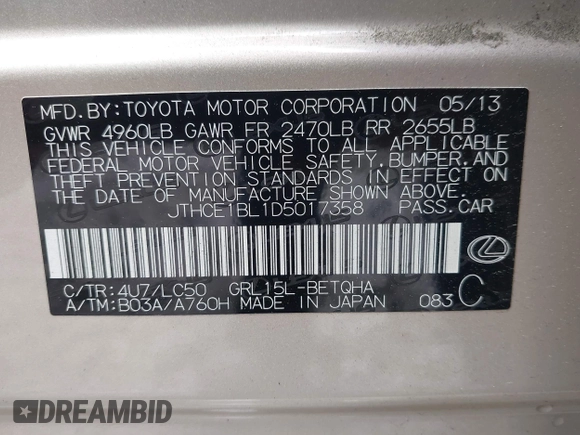 MFD.BY:TOYOTA MOTOR CORPORATION 05/13
GVWR 4960LB GAWR FR 2470LB RR 2655LB
THIS VEHICLE CONFORMS TO ALL APPLICABLE
FEDERAL MOTOR VEHICLE SAFETY,BUMPER,AND
THEFT PREVENTION STANDARDS IN EFFECT ON
THE DATE OF MANUFACTURE SHOWN ABOVE.
JTHCE1BL1D5017358 PASS.CAR
C/TR:4U7/LC50 GRL15L-BETQHA
A/TM:B03A/A760H MADE IN JAPAN 083 C
DREAMBID